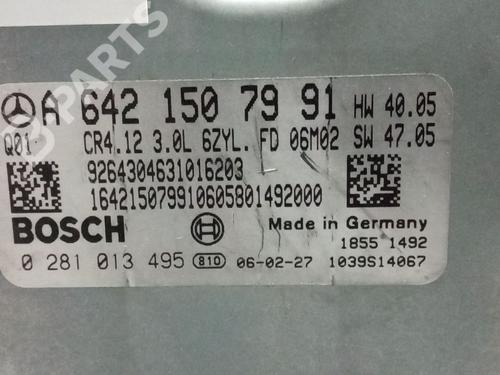 B PARTS
A 642 150 79 91 HW 40.05
Q01 CR4.12 3.0L 6ZYL. FD 06M02 SW 47.05
9264304631016203
164215079910605801492000
BOSCH Made in Germany
1855 1492
0 281 013 495 810 06-02-27 1039S14067